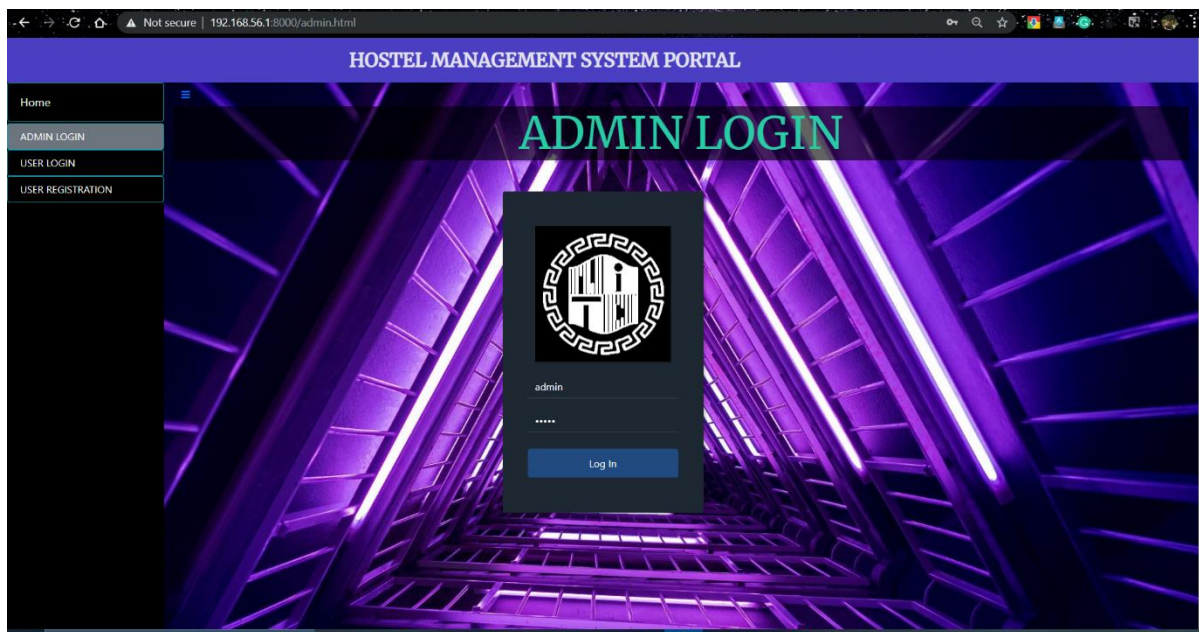 Not secure | 192.168.56.1:8000/admin.html
HOSTEL MANAGEMENT SYSTEM PORTAL
Home
ADMIN LOGIN
USER LOGIN
USER REGISTRATION
ADMIN LOGIN
admin
•••••
Log In